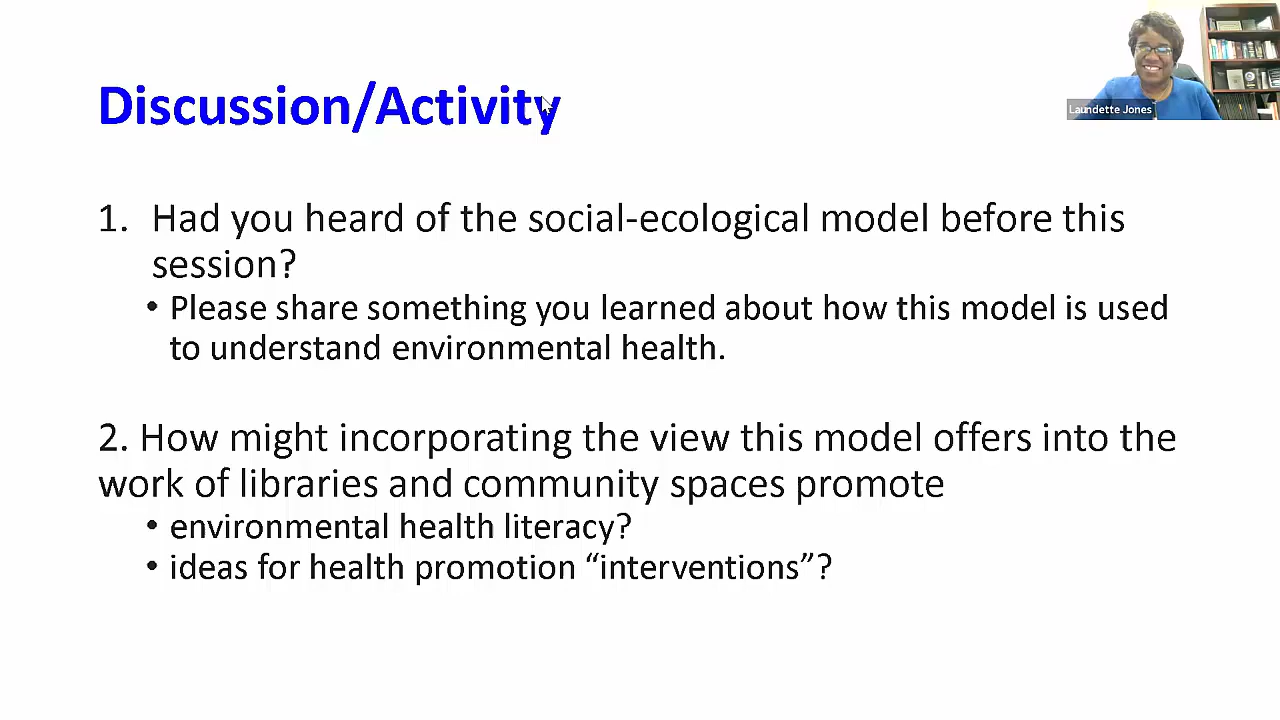 Discussion/Activity
Laundette Jones
1. Had you heard of the social-ecological model before this
session?
• Please share something you learned about how this model is used
to understand environmental health.
2. How might incorporating the view this model offers into the
work of libraries and community spaces promote
• environmental health literacy?
• ideas for health promotion “interventions”?